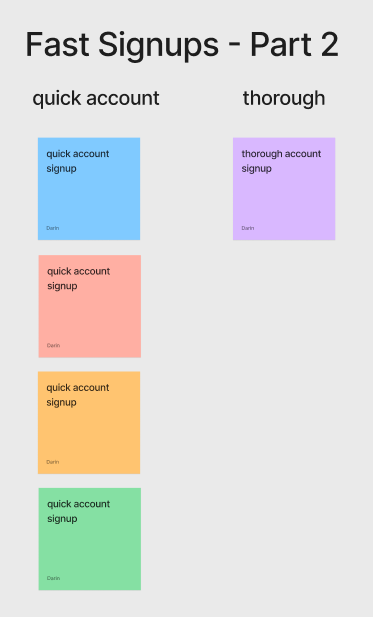 Fast Signups - Part 2
quick account
thorough
quick account
signup
Darin
thorough account
signup
Darin
quick account
signup
Darin
quick account
signup
Darin
quick account
signup
Darin